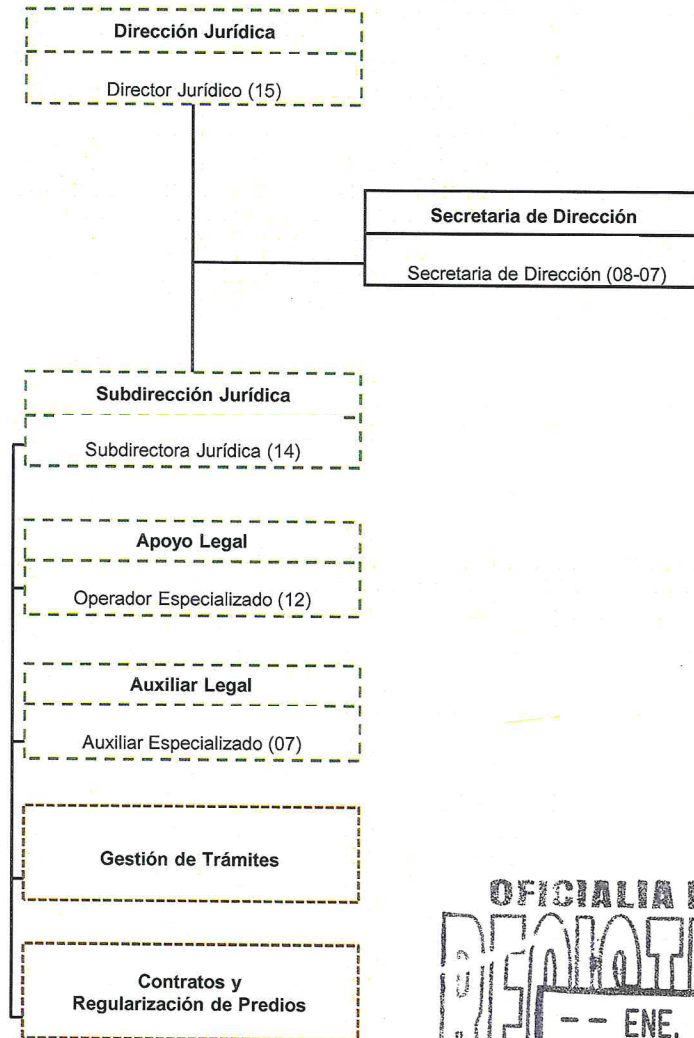 Dirección Jurídica
Director Jurídico (15)
Secretaria de Dirección
Secretaria de Dirección (08-07)
Subdirección Jurídica
Subdirectora Jurídica (14)
Apoyo Legal
Operador Especializado (12)
Auxiliar Legal
Auxiliar Especializado (07)
Gestión de Trámites
Contratos y
Regularización de Predios
OFICIALIA
-- ENE.